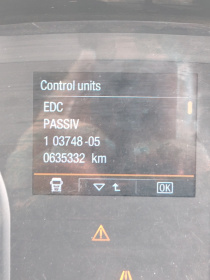 Control units
EDC
PASSIV
1 03748-05
0635332 km
OK